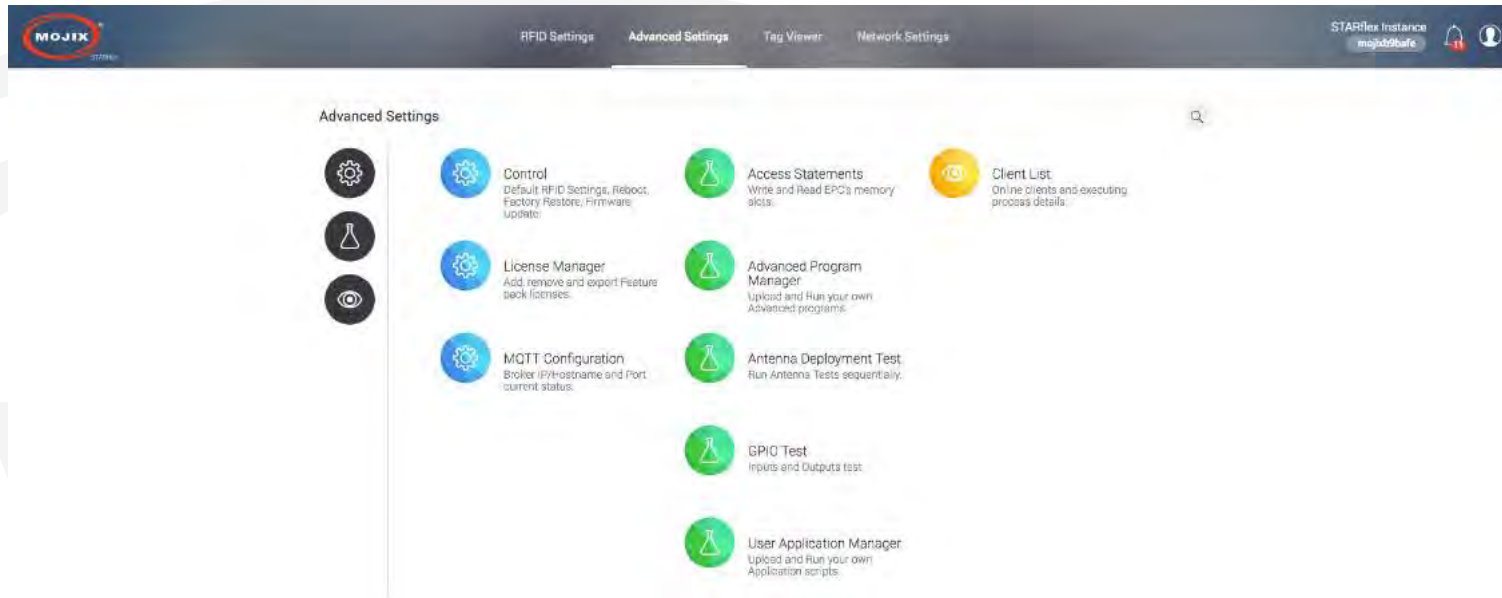 MOJIX
RFID Settings
Advanced Settings
Tag Viewer
Network Settings
STARflex Instance
mojixb9bafe
11
Advanced Settings
Control
Default RFID Settings, Reboot,
Factory Restore, Firmware
update.
License Manager
Add, remove and export Feature
pack licenses.
MQTT Configuration
Broker IP/Hostname and Port
current status.
Access Statements
Write and Read EPC's memory
slots.
Advanced Program
Manager
Upload and Run your own
Advanced programs.
Antenna Deployment Test
Run Antenna Tests sequentially.
GPIO Test
Inputs and Outputs test
User Application Manager
Upload and Run your own
Application scripts
Client List
Online clients and executing
process details.